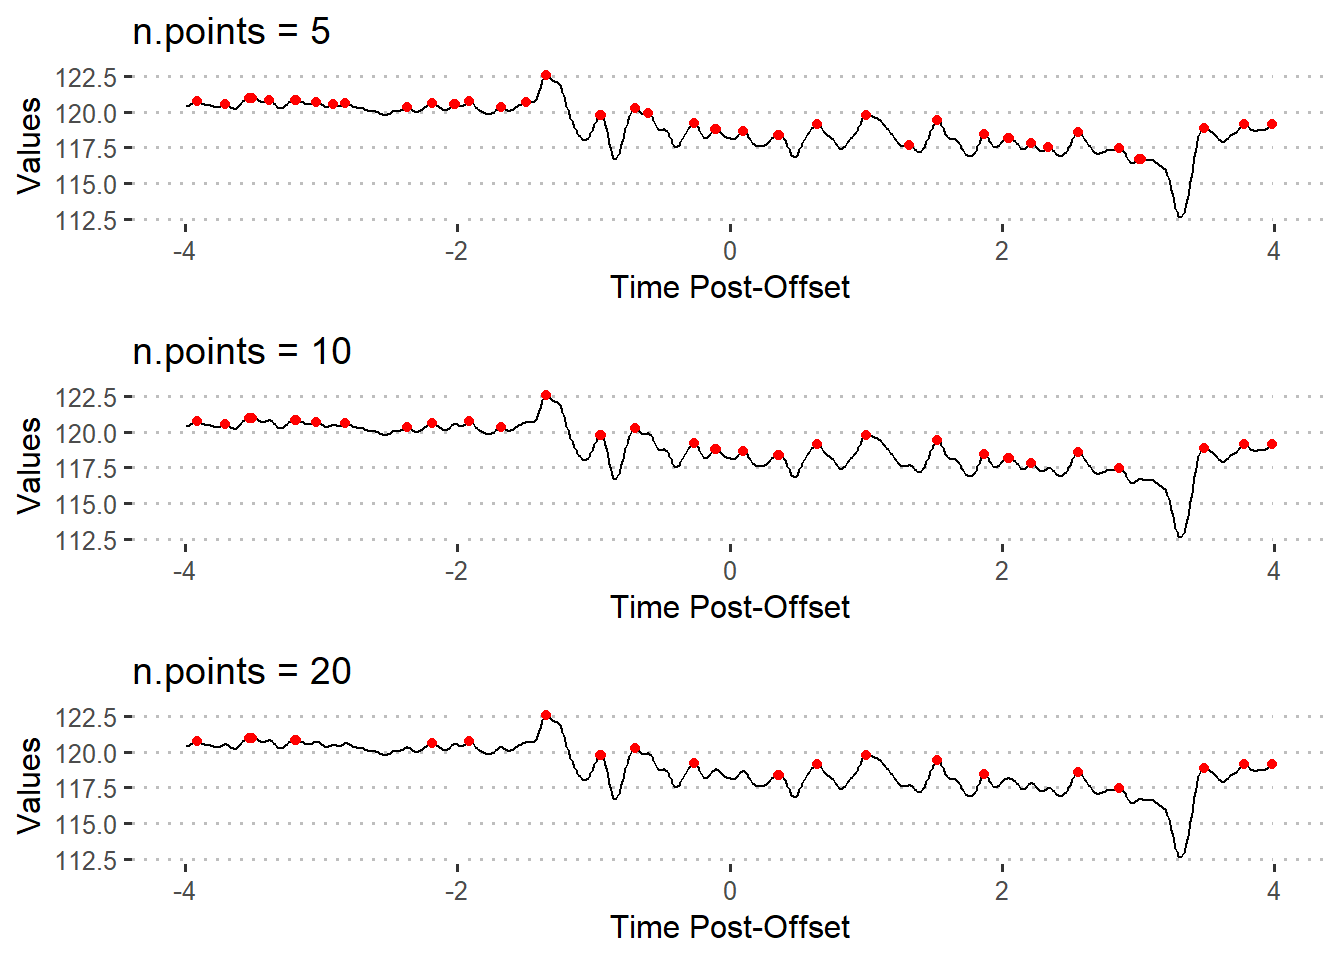 n.points = 5
122.5
120.0
117.5
115.0
112.5
Values
-4 -2 0 2 4
Time Post-Offset
n.points = 10
122.5
120.0
117.5
115.0
112.5
Values
-4 -2 0 2 4
Time Post-Offset
n.points = 20
122.5
120.0
117.5
115.0
112.5
Values
-4 -2 0 2 4
Time Post-Offset